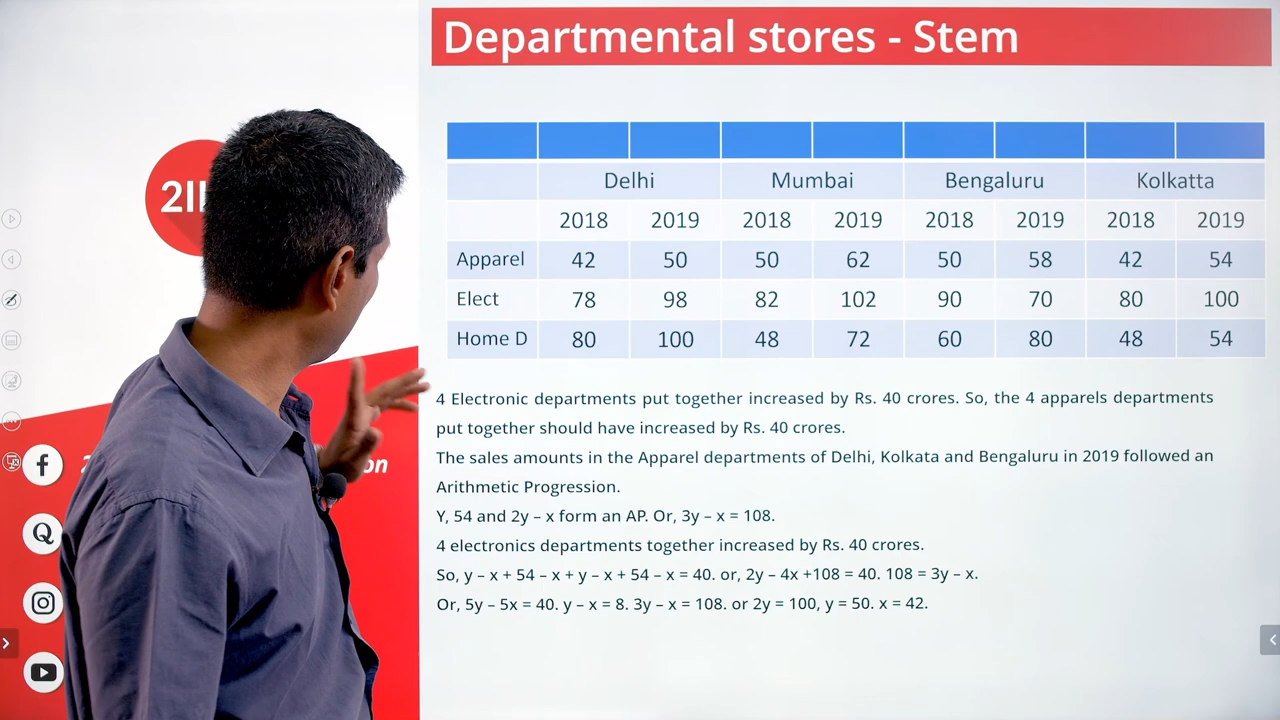 Departmental stores - Stem
2II
on
Delhi Mumbai Bengaluru Kolkatta
2018 2019 2018 2019 2018 2019 2018 2019
Apparel 42 50 50 62 50 58 42 54
Elect 78 98 82 102 90 70 80 100
Home D 80 100 48 72 60 80 48 54
4 Electronic departments put together increased by Rs. 40 crores. So, the 4 apparels departments
put together should have increased by Rs. 40 crores.
The sales amounts in the Apparel departments of Delhi, Kolkata and Bengaluru in 2019 followed an
Arithmetic Progression.
Y, 54 and 2y – x form an AP. Or, 3y – x = 108.
4 electronics departments together increased by Rs. 40 crores.
So, y – x + 54 – x + y – x + 54 – x = 40. or, 2y – 4x +108 = 40. 108 = 3y – x.
Or, 5y – 5x = 40. y – x = 8. 3y – x = 108. or 2y = 100, y = 50. x = 42.